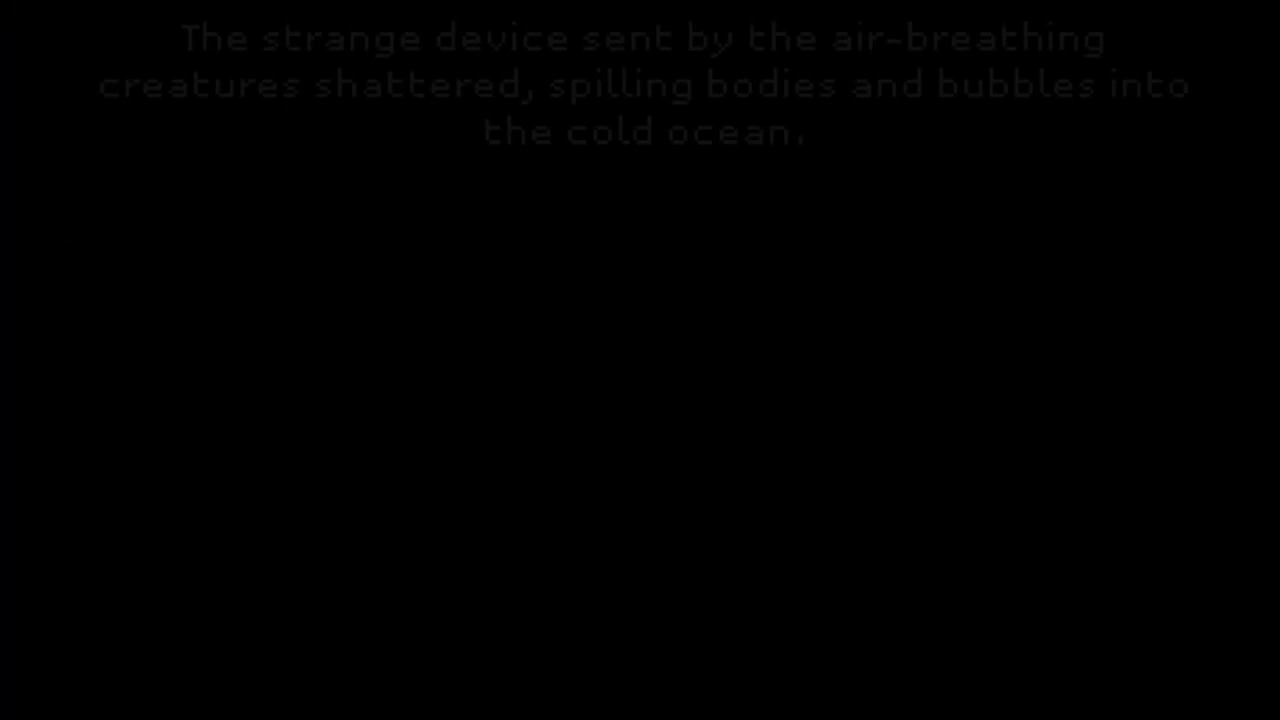 The strange device sent by the air-breathing
creatures shattered, spilling bodies and bubbles into
the cold ocean.